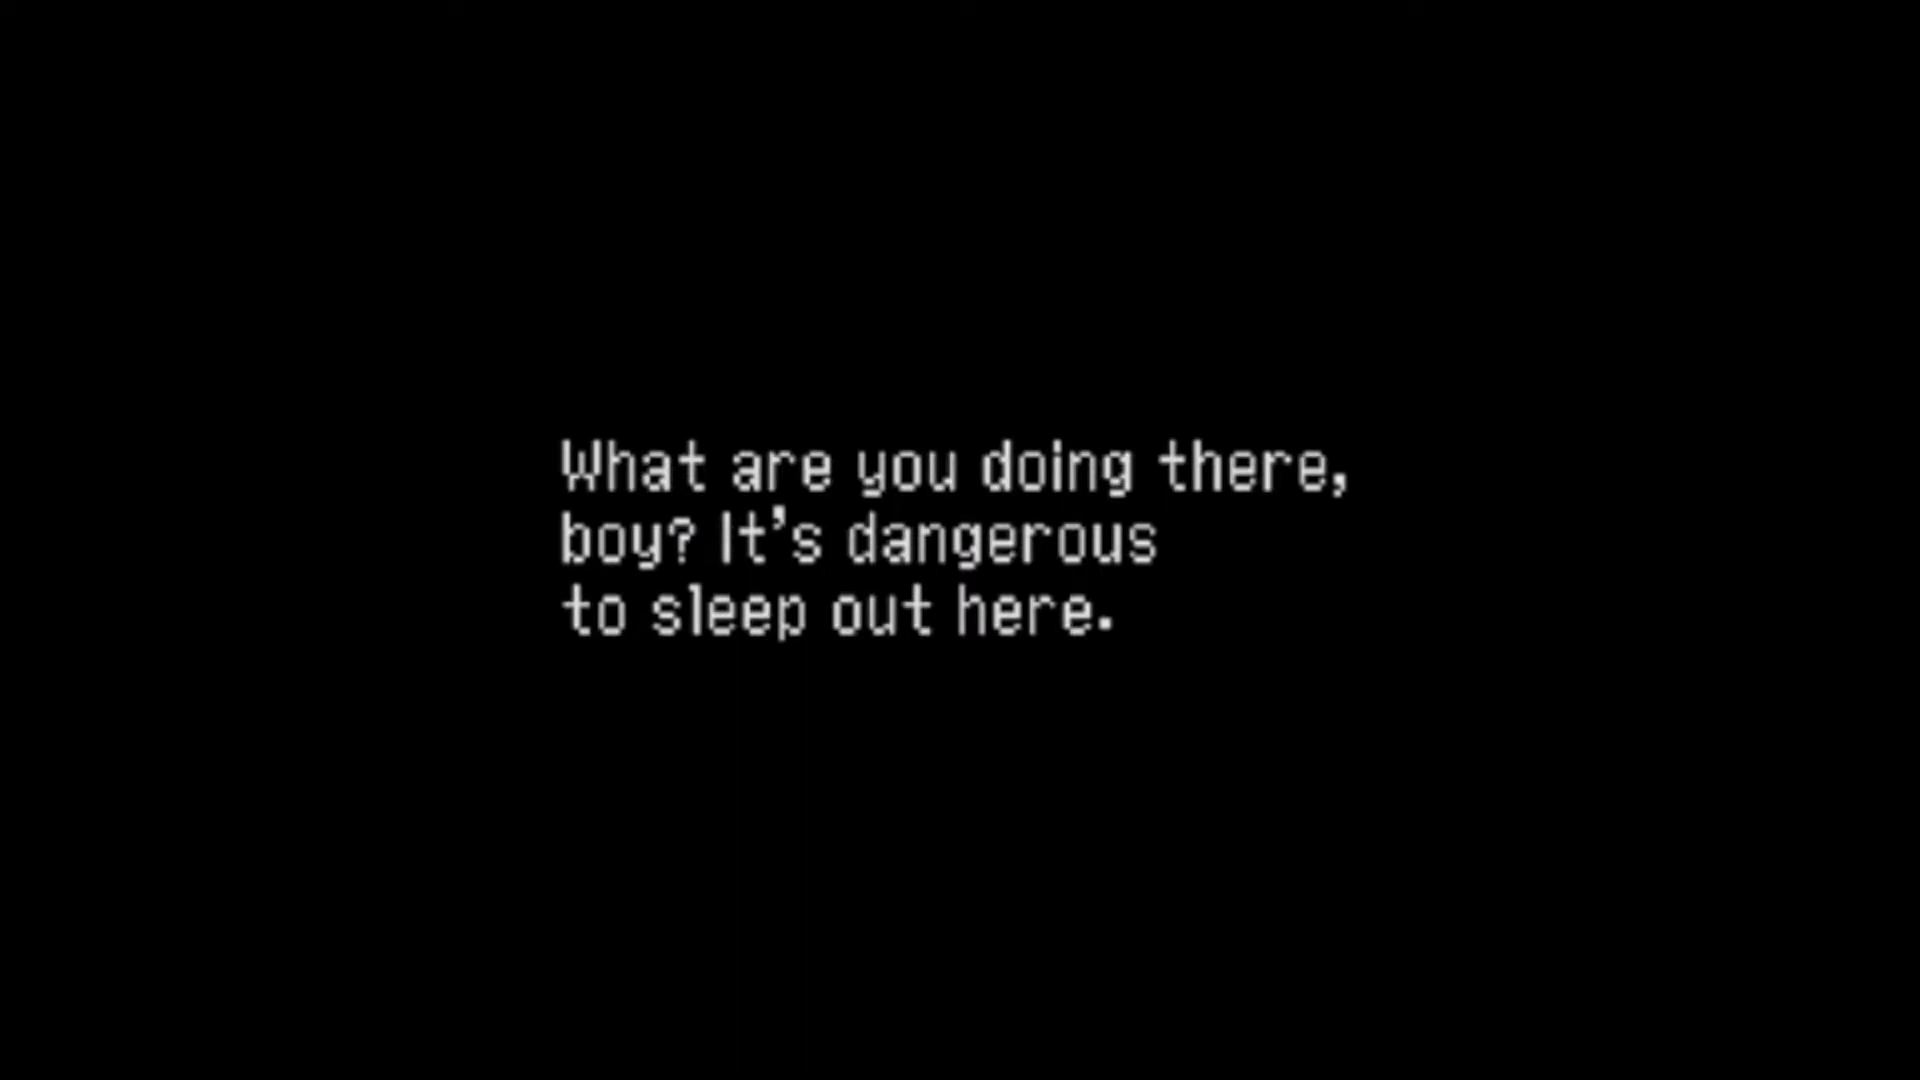 What are you doing there,
boy? It's dangerous
to sleep out here.